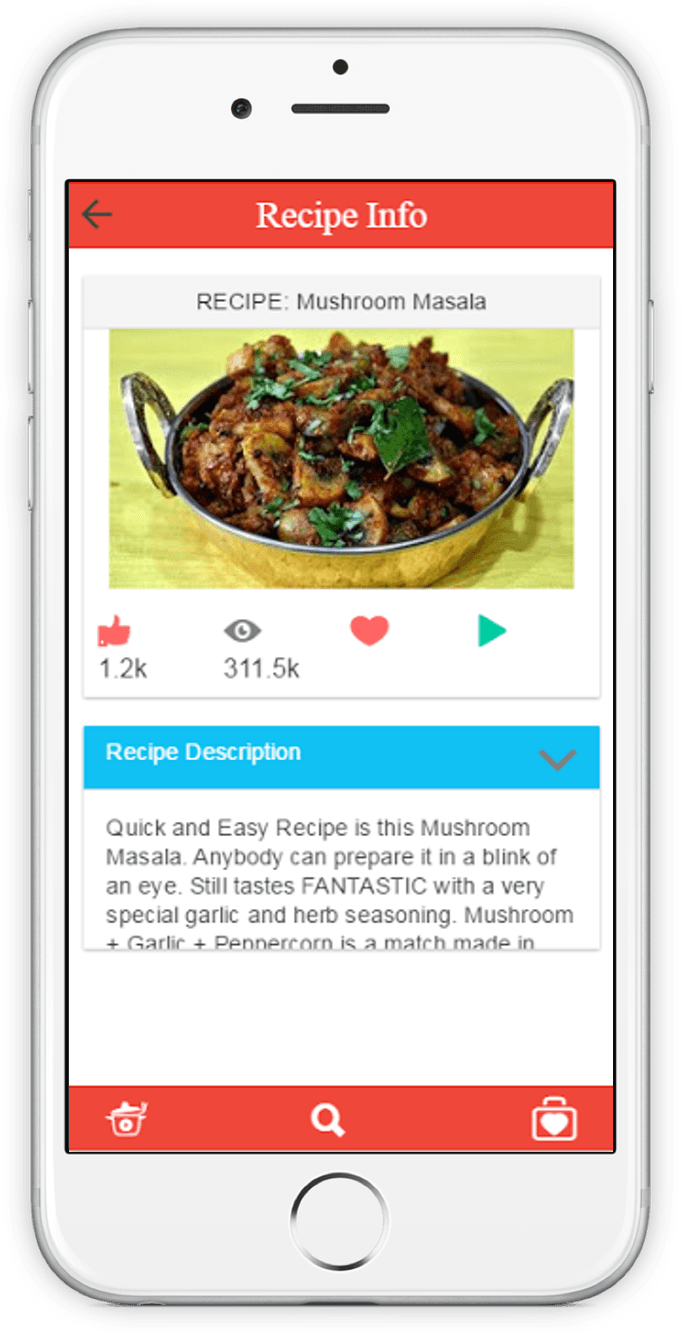 Recipe Info
RECIPE: Mushroom Masala
1.2k
311.5k
Recipe Description
Quick and Easy Recipe is this Mushroom
Masala. Anybody can prepare it in a blink of
an eye. Still tastes FANTASTIC with a very
special garlic and herb seasoning. Mushroom
+ Garlic + Peppercorn is a match made in